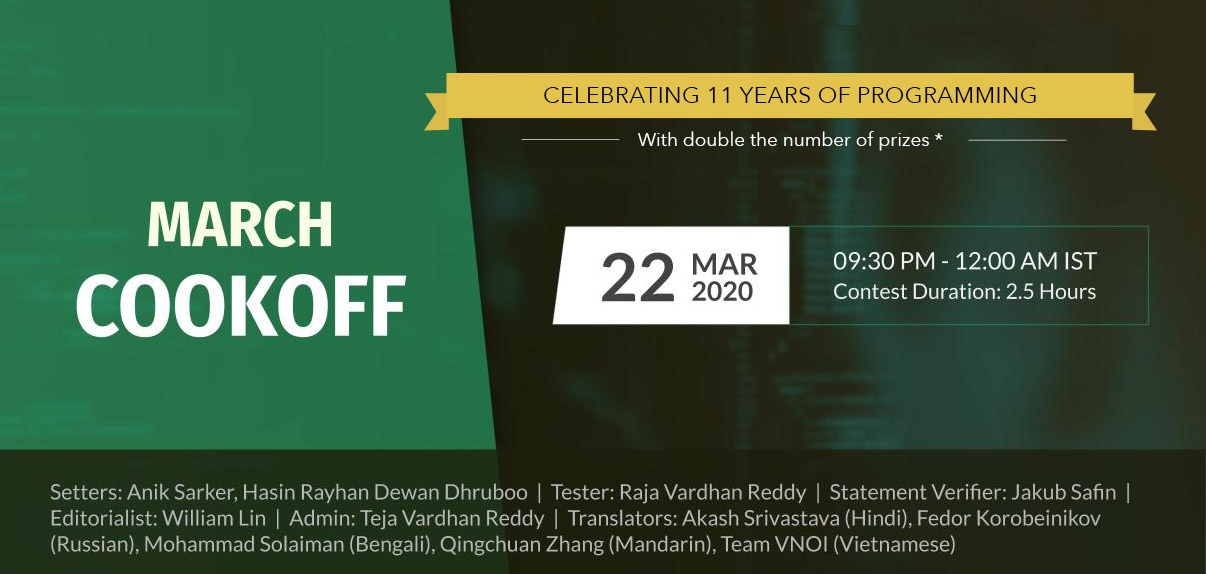 CELEBRATING 11 YEARS OF PROGRAMMING
With double the number of prizes *
MARCH
COOKOFF
22 MAR
2020
09:30 PM - 12:00 AM IST
Contest Duration: 2.5 Hours
Setters: Anik Sarker, Hasin Rayhan Dewan Dhruboo | Tester: Raja Vardhan Reddy | Statement Verifier: Jakub Safin |
Editorialist: William Lin | Admin: Teja Vardhan Reddy | Translators: Akash Srivastava (Hindi), Fedor Korobeinikov
(Russian), Mohammad Solaiman (Bengali), Qingchuan Zhang (Mandarin), Team VNOI (Vietnamese)